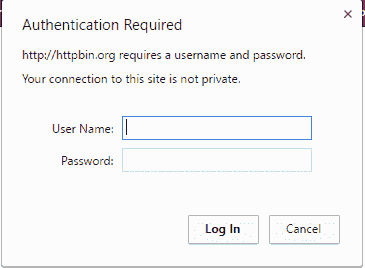 Authentication Required
http://httpbin.org requires a username and password.
Your connection to this site is not private.
User Name:
Password:
Log In
Cancel